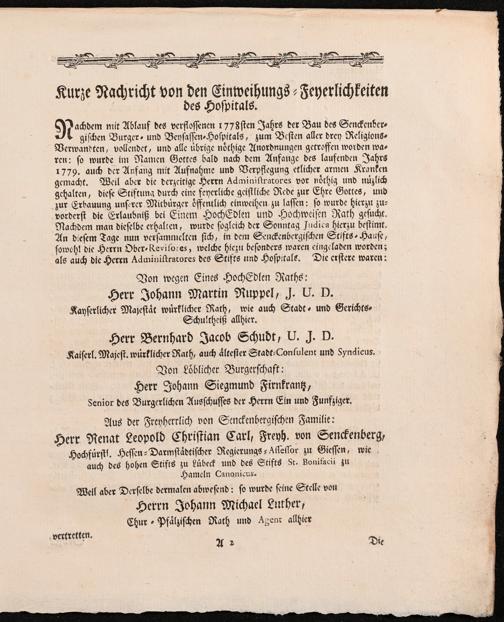 Kurze Nachricht von den Einweihungs-Feyerlichkeiten
des Hospitals.
Nachdem mit Ablauf des verflossenen 1778sten Jahrs der Bau des Senckenber-
gischen Burger- und Beysassen-Hospitals, zum Besten aller drey Religions-
Verwandten, vollendet, und alle übrige nöthige Anordnungen getroffen worden wa-
ren: so wurde im Namen Gottes bald nach dem Anfange des laufenden Jahrs
1779. auch der Anfang mit Aufnahme und Verpflegung etlicher armen Kranken
gemacht. Weil aber die derzeitige Herrn Administratores vor nöthig und nüzlich
gehalten, diese Stiftung durch eine feyerliche geistliche Rede zur Ehre Gottes, und
zur Erbauung unserer Mitbürger öffentlich einweihen zu lassen: so wurde hierzu zu-
vorderst die Erlaubniß bei Einem HochEdlen und Hochweisen Rath gesucht.
Nachdem man dieselbe erhalten, wurde sogleich der Sonntag Judica hierzu bestimt.
An diesem Tage nun versammelten sich, in dem Senckenbergischen Stifts-Hause,
sowohl die Herrn Ober-Revisores, welche hiezu besonders waren eingeladen worden;
als auch die Herrn Administratores des Stifts und Hospitals. Die erstere waren:
Von wegen Eines HochEdlen Raths:
Herr Johann Martin Ruppel, J. U. D.
Kayserlicher Majestät würklicher Rath, wie auch Stadt- und Gerichts-
Schultheiß allhier.
Herr Bernhard Jacob Schudt, U. J. D.
Kaiserl. Majest. würklicher Rath, auch ältester Stadt-Consulent und Syndicus.
Von Löblicher Burgerschaft:
Herr Johann Siegmund Firnkrantz,
Senior des Burgerlichen Ausschusses der Herrn Ein und Funfziger.
Aus der Freyherrlich von Senckenbergischen Familie:
Herr Renat Leopold Christian Carl, Freyh. von Senckenberg,
Hochfürstl. Hessen-Darmstädtischer Regierungs-Assessor zu Giessen, wie
auch des hohen Stifts zu Lübeck und des Stifts St. Bonifacii zu
Hameln Canonicus.
Weil aber Derselbe dermalen abwesend: so wurde seine Stelle von
Herrn Johann Michael Luther,
Chur-Pfälzischen Rath und Agent allhier
vertretten.
A 2
Die